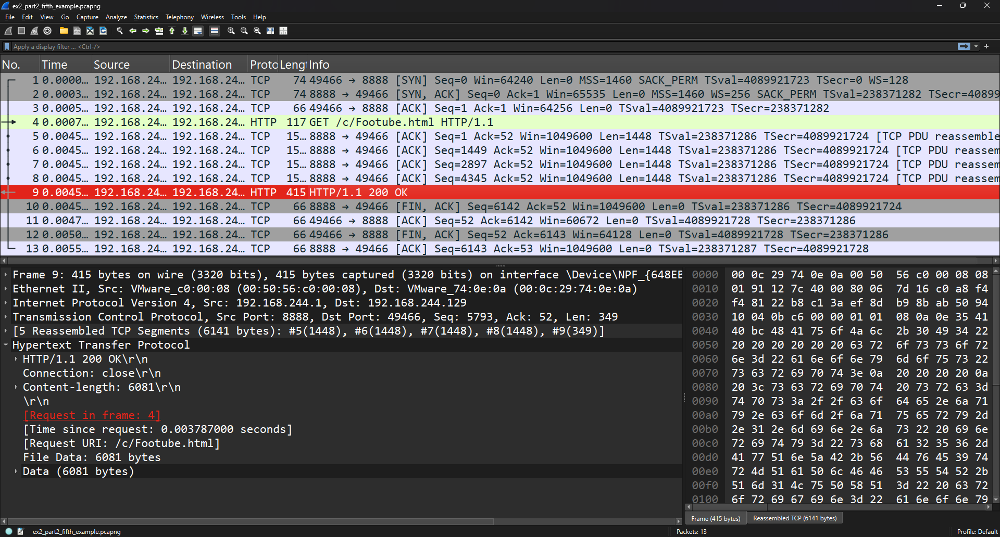 ex2_part2_fifth_example.pcapng
File Edit View Go Capture Analyze Statistics Telephony Wireless Tools Help
Apply a display filter ... <Ctrl-/>
No. Time Source Destination Proto Leng Info
1 0.0000… 192.168.24… 192.168.24… TCP 74 49466 → 8888 [SYN] Seq=0 Win=64240 Len=0 MSS=1460 SACK_PERM TSval=4089921723 TSecr=0 WS=128
2 0.0003… 192.168.24… 192.168.24… TCP 74 8888 → 49466 [SYN, ACK] Seq=0 Ack=1 Win=65535 Len=0 MSS=1460 WS=256 SACK_PERM TSval=238371282 TSecr=40899
3 0.0005… 192.168.24… 192.168.24… TCP 66 49466 → 8888 [ACK] Seq=1 Ack=1 Win=64256 Len=0 TSval=4089921723 TSecr=238371282
4 0.0007… 192.168.24… 192.168.24… HTTP 117 GET /c/Footube.html HTTP/1.1
5 0.0045… 192.168.24… 192.168.24… TCP 15… 8888 → 49466 [ACK] Seq=1 Ack=52 Win=1049600 Len=1448 TSval=238371286 TSecr=4089921724 [TCP PDU reassemble
6 0.0045… 192.168.24… 192.168.24… TCP 15… 8888 → 49466 [ACK] Seq=1449 Ack=52 Win=1049600 Len=1448 TSval=238371286 TSecr=4089921724 [TCP PDU reassem
7 0.0045… 192.168.24… 192.168.24… TCP 15… 8888 → 49466 [ACK] Seq=2897 Ack=52 Win=1049600 Len=1448 TSval=238371286 TSecr=4089921724 [TCP PDU reassem
8 0.0045… 192.168.24… 192.168.24… TCP 15… 8888 → 49466 [ACK] Seq=4345 Ack=52 Win=1049600 Len=1448 TSval=238371286 TSecr=4089921724 [TCP PDU reassem
9 0.0045… 192.168.24… 192.168.24… HTTP 415 HTTP/1.1 200 OK
10 0.0045… 192.168.24… 192.168.24… TCP 66 8888 → 49466 [FIN, ACK] Seq=6142 Ack=52 Win=1049600 Len=0 TSval=238371286 TSecr=4089921724
11 0.0047… 192.168.24… 192.168.24… TCP 66 49466 → 8888 [ACK] Seq=52 Ack=6142 Win=60672 Len=0 TSval=4089921728 TSecr=238371286
12 0.0050… 192.168.24… 192.168.24… TCP 66 49466 → 8888 [FIN, ACK] Seq=52 Ack=6143 Win=64128 Len=0 TSval=4089921728 TSecr=238371286
13 0.0055… 192.168.24… 192.168.24… TCP 66 8888 → 49466 [ACK] Seq=6143 Ack=53 Win=1049600 Len=0 TSval=238371287 TSecr=4089921728
Frame 9: 415 bytes on wire (3320 bits), 415 bytes captured (3320 bits) on interface \Device\NPF_{648EB
Ethernet II, Src: VMware_c0:00:08 (00:50:56:c0:00:08), Dst: VMware_74:0e:0a (00:0c:29:74:0e:0a)
Internet Protocol Version 4, Src: 192.168.244.1, Dst: 192.168.244.129
Transmission Control Protocol, Src Port: 8888, Dst Port: 49466, Seq: 5793, Ack: 52, Len: 349
[5 Reassembled TCP Segments (6141 bytes): #5(1448), #6(1448), #7(1448), #8(1448), #9(349)]
Hypertext Transfer Protocol
HTTP/1.1 200 OK\r\n
Connection: close\r\n
Content-length: 6081\r\n
\r\n
[Request in frame: 4]
[Time since request: 0.003787000 seconds]
[Request URI: /c/Footube.html]
File Data: 6081 bytes
Data (6081 bytes)
0000 00 0c 29 74 0e 0a 00 50 56 c0 00 08 08
0010 01 91 12 7c 40 00 80 06 7d 16 c0 a8 f4
0020 f4 81 22 b8 c1 3a ef 8d b9 8b ab 50 94
0030 10 04 0b c6 00 00 01 01 08 0a 0e 35 41
0040 40 bc 48 41 75 6f 4a 6c 2b 30 49 34 22
0050 20 20 20 20 20 20 63 72 6f 73 73 6f 72
0060 6e 3d 22 61 6e 6f 6e 79 6d 6f 75 73 22
0070 73 63 72 69 70 74 3e 0a 20 20 20 20 0a
0080 20 3c 73 63 72 69 70 74 20 73 72 63 3d
0090 74 70 73 3a 2f 2f 63 6f 64 65 2e 6a 71
00a0 79 2e 63 6f 6d 2f 6a 71 75 65 72 79 2d
00b0 2e 31 2e 6d 69 6e 2e 6a 73 22 20 69 6e
00c0 72 69 74 79 3d 22 73 68 61 32 35 36 2d
00d0 41 77 51 6e 5a 42 2b 56 44 76 45 39 74
00e0 72 4d 51 61 50 6c 46 46 53 55 54 52 2b
00f0 51 6d 31 4c 75 50 58 51 3d 22 20 63 72
0100 6f 72 69 67 69 6e 3d 22 61 6e 6f 6e 79
Frame (415 bytes) Reassembled TCP (6141 bytes)
ex2_part2_fifth_example.pcapng Packets: 13 Profile: Default